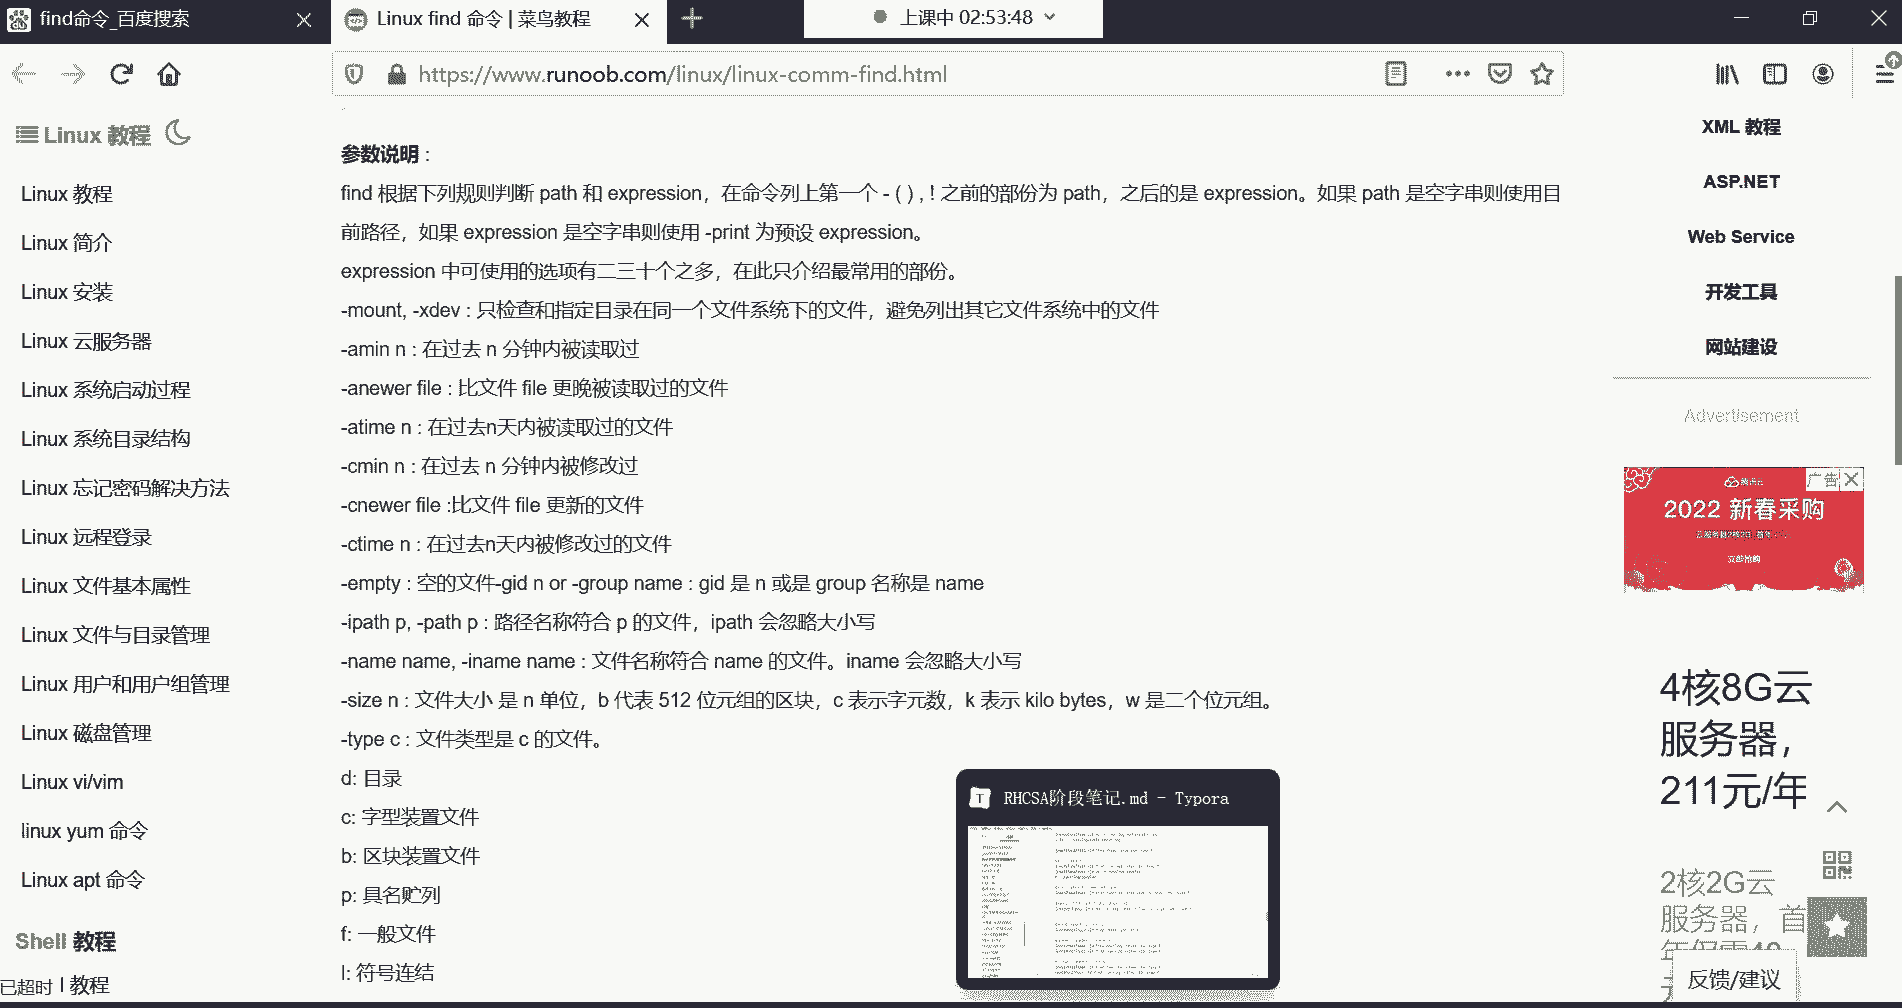 find命令_百度搜索
Linux find 命令 | 菜鸟教程
上课中 02:53:48
https://www.runoob.com/linux/linux-comm-find.html
Linux 教程
Linux 教程
Linux 简介
Linux 安装
Linux 云服务器
Linux 系统启动过程
Linux 系统目录结构
Linux 忘记密码解决方法
Linux 远程登录
Linux 文件基本属性
Linux 文件与目录管理
Linux 用户和用户组管理
Linux 磁盘管理
Linux vi/vim
linux yum 命令
Linux apt 命令
Shell 教程
已超时
教程
参数说明 :
find 根据下列规则判断 path 和 expression，在命令列上第一个 - ( ) , ! 之前的部份为 path，之后的是 expression。如果 path 是空字串则使用目
前路径，如果 expression 是空字串则使用 -print 为预设 expression。
expression 中可使用的选项有二三十个之多，在此只介绍最常用的部份。
-mount, -xdev : 只检查和指定目录在同一个文件系统下的文件，避免列出其它文件系统中的文件
-amin n : 在过去 n 分钟内被读取过
-anewer file : 比文件 file 更晚被读取过的文件
-atime n : 在过去n天内被读取过的文件
-cmin n : 在过去 n 分钟内被修改过
-cnewer file :比文件 file 更新的文件
-ctime n : 在过去n天内被修改过的文件
-empty : 空的文件-gid n or -group name : gid 是 n 或是 group 名称是 name
-ipath p, -path p : 路径名称符合 p 的文件，ipath 会忽略大小写
-name name, -iname name : 文件名称符合 name 的文件。iname 会忽略大小写
-size n : 文件大小 是 n 单位，b 代表 512 位元组的区块，c 表示字元数，k 表示 kilo bytes，w 是二个位元组。
-type c : 文件类型是 c 的文件。
d: 目录
c: 字型装置文件
b: 区块装置文件
p: 具名贮列
f: 一般文件
l: 符号连结
RHCSA阶段笔记.md - Typora
XML 教程
ASP.NET
Web Service
开发工具
网站建设
Advertisement
广告
2022 新春采购
4核8G云
服务器，
211元/年
2核2G云
服务器，首
反馈/建议